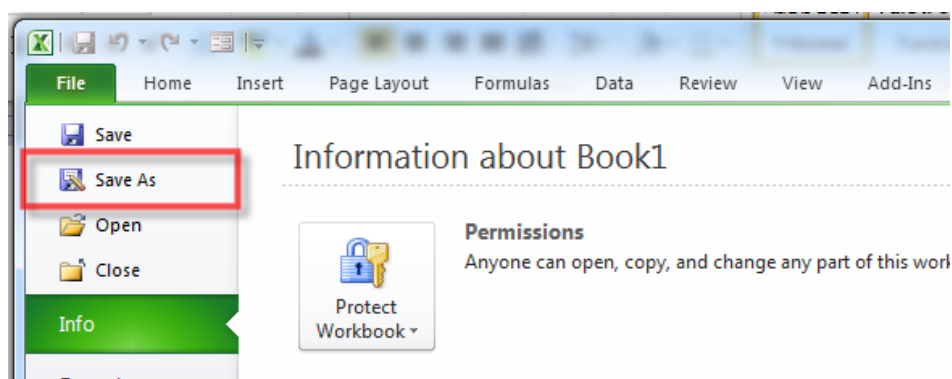 File Home Insert Page Layout Formulas Data Review View Add-Ins
Save
Save As
Open
Close
Info
Information about Book1
Permissions
Anyone can open, copy, and change any part of this
Protect
Workbook